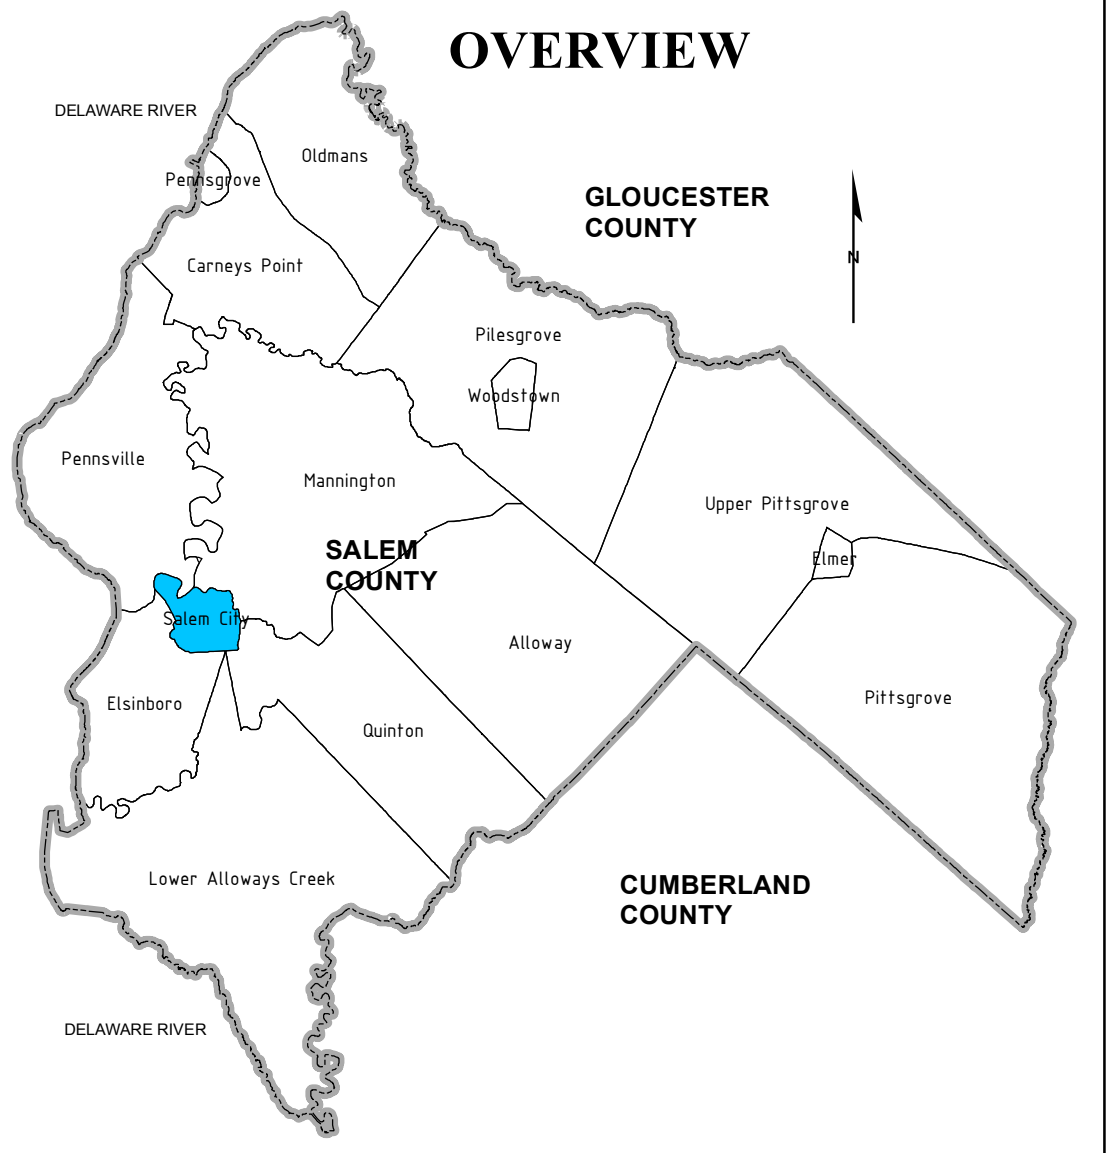 OVERVIEW
DELAWARE RIVER
Oldmans
Pennsgrove
GLOUCESTER
COUNTY
N
Carneys Point
Pilesgrove
Woodstown
Pennsville
Mannington
Upper Pittsgrove
SALEM
COUNTY
Elmer
Salem City
Alloway
Elsinboro
Pittsgrove
Quinton
Lower Alloways Creek
CUMBERLAND
COUNTY
DELAWARE RIVER